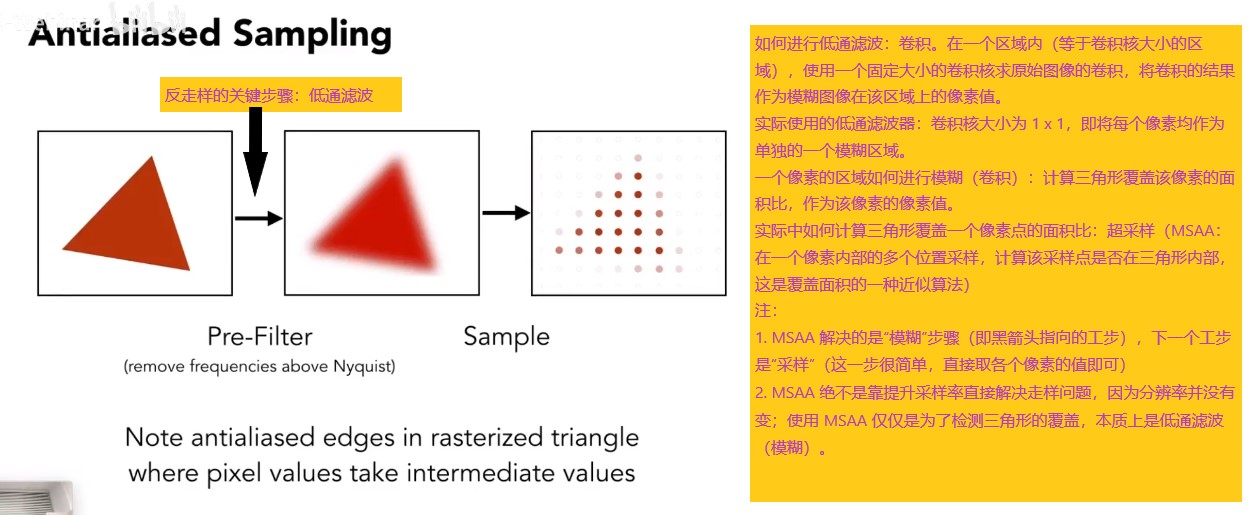 Antialiased Sampling
反走样的关键步骤：低通滤波
Pre-Filter
(remove frequencies above Nyquist)
Sample
Note antialiased edges in rasterized triangle
where pixel values take intermediate values
如何进行低通滤波：卷积。在一个区域内（等于卷积核大小的区
域），使用一个固定大小的卷积核求原始图像的卷积，将卷积的结果
作为模糊图像在该区域上的像素值。
实际使用的低通滤波器：卷积核大小为 1 x 1，即将每个像素均作为
单独的一个模糊区域。
一个像素的区域如何进行模糊（卷积）：计算三角形覆盖该像素的面
积比，作为该像素的像素值。
实际中如何计算三角形覆盖一个像素点的面积比：超采样（MSAA：
在一个像素内部的多个位置采样，计算该采样点是否在三角形内部，
这是覆盖面积的一种近似算法）
注：
1. MSAA 解决的是“模糊”步骤（即黑箭头指向的工步），下一个工步
是“采样”（这一步很简单，直接取各个像素的值即可）
2. MSAA 绝不是靠提升采样率直接解决走样问题，因为分辨率并没有
变；使用 MSAA 仅仅是为了检测三角形的覆盖，本质上是低通滤波
（模糊）。